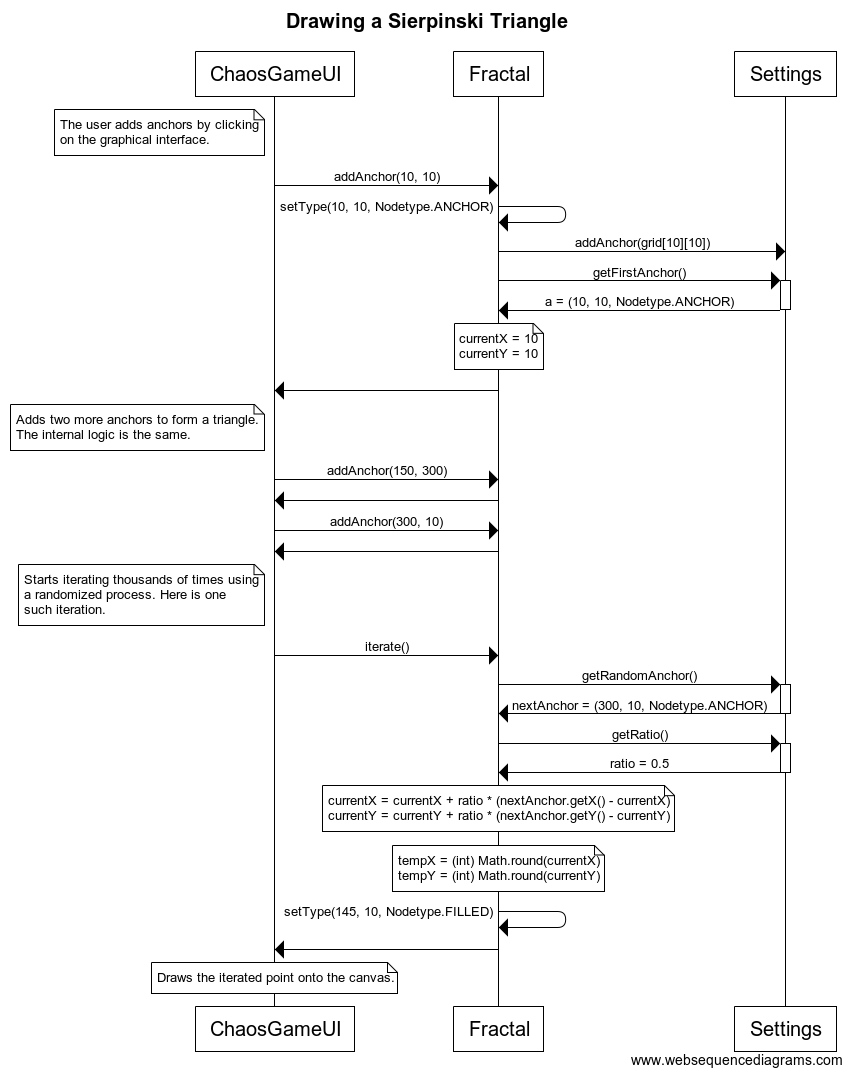 Drawing a Sierpinski Triangle
ChaosGameUI
Fractal
Settings
The user adds anchors by clicking
on the graphical interface.
addAnchor(10, 10)
setType(10, 10, Nodetype.ANCHOR)
addAnchor(grid[10][10])
getFirstAnchor()
a = (10, 10, Nodetype.ANCHOR)
currentX = 10
currentY = 10
Adds two more anchors to form a triangle.
The internal logic is the same.
addAnchor(150, 300)
addAnchor(300, 10)
Starts iterating thousands of times using
a randomized process. Here is one
such iteration.
iterate()
getRandomAnchor()
nextAnchor = (300, 10, Nodetype.ANCHOR)
getRatio()
ratio = 0.5
currentX = currentX + ratio * (nextAnchor.getX() - currentX)
currentY = currentY + ratio * (nextAnchor.getY() - currentY)
tempX = (int) Math.round(currentX)
tempY = (int) Math.round(currentY)
setType(145, 10, Nodetype.FILLED)
Draws the iterated point onto the canvas.
ChaosGameUI
Fractal
Settings
www.websequencediagrams.com